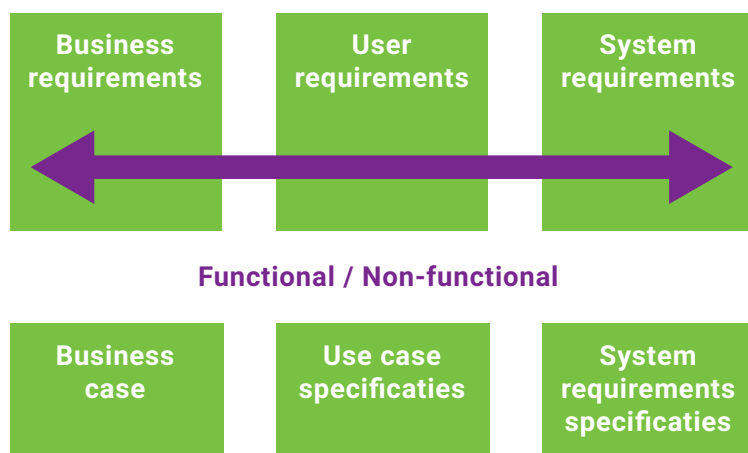 Business
requirements
User
requirements
System
requirements
Functional / Non-functional
Business
case
Use case
specificaties
System
requirements
specificaties